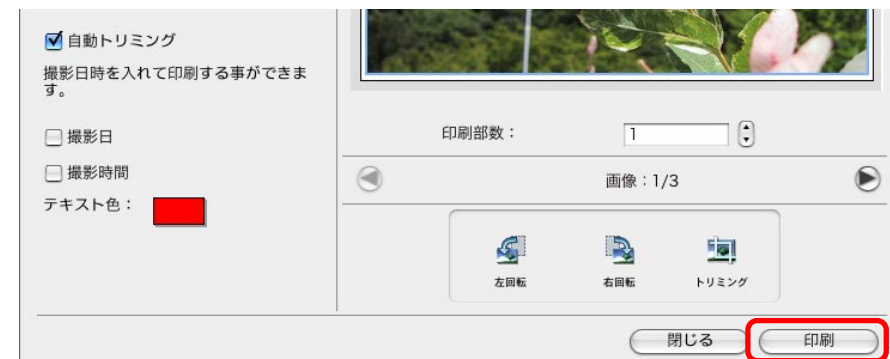 自動トリミング
撮影日時を入れて印刷する事ができま
す。
撮影日
撮影時間
テキスト色：
印刷部数：
1
画像：1/3
左回転
右回転
トリミング
閉じる
印刷